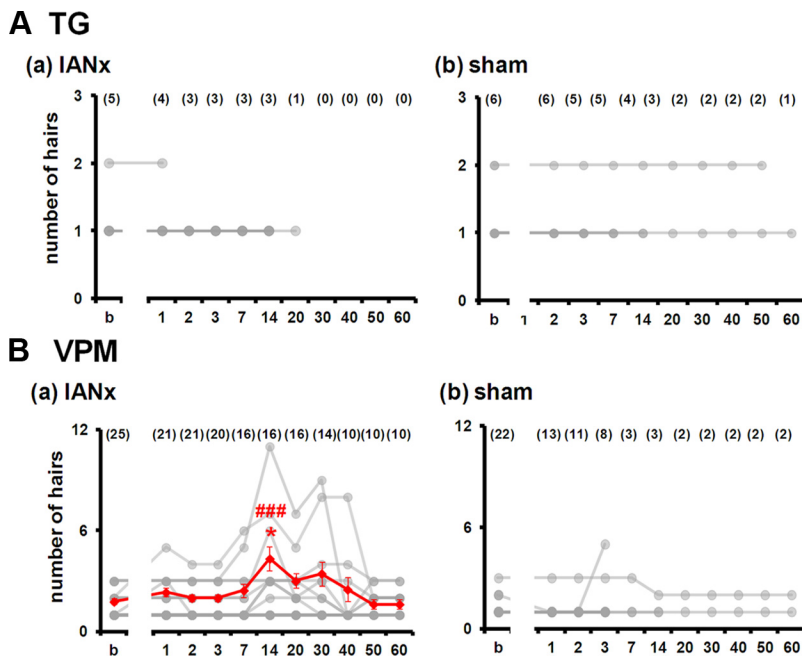 A TG
(a) IANx
(b) sham
(5) (4) (3) (3) (3) (3) (1) (0) (0) (0) (0)
(6) (6) (5) (5) (4) (3) (2) (2) (2) (2) (1)
number of hairs
3
2
1
0
3
2
1
0
b 1 2 3 7 14 20 30 40 50 60
b 2 3 7 14 20 30 40 50 60
B VPM
(a) IANx
(b) sham
(25) (21) (21) (20) (16) (16) (16) (14) (10) (10) (10)
(22) (13) (11) (8) (3) (3) (2) (2) (2) (2) (2)
number of hairs
12
6
0
###
*
12
6
0
b 1 2 3 7 14 20 30 40 50 60
b 1 2 3 7 14 20 30 40 50 60